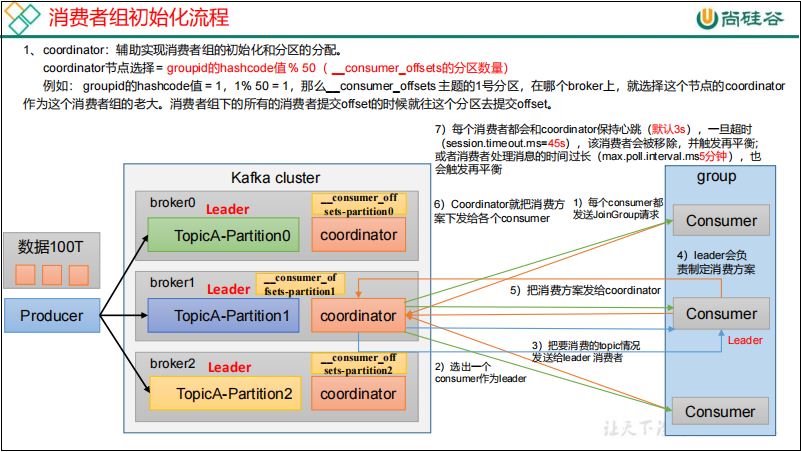 消费者组初始化流程
尚硅谷
1、coordinator：辅助实现消费者组的初始化和分区的分配。
coordinator节点选择 = groupid的hashcode值 % 50（ __consumer_offsets的分区数量）
例如： groupid的hashcode值 = 1，1% 50 = 1，那么__consumer_offsets 主题的1号分区，在哪个broker上，就选择这个节点的coordinator
作为这个消费者组的老大。消费者组下的所有的消费者提交offset的时候就往这个分区去提交offset。
7）每个消费者都会和coordinator保持心跳（默认3s），一旦超时
（session.timeout.ms=45s），该消费者会被移除，并触发再平衡；
或者消费者处理消息的时间过长（max.poll.interval.ms5分钟），也
会触发再平衡
Kafka cluster
group
broker0
Leader
__consumer_off
sets-partition0
TopicA-Partition0
coordinator
6）Coordinator就把消费方
案下发给各个consumer
1）每个consumer都
发送JoinGroup请求
Consumer
数据100T
4）leader会负
责制定消费方案
broker1
Leader
__consumer_of
fsets-partition1
5）把消费方案发给coordinator
Producer
TopicA-Partition1
coordinator
Consumer
Leader
3）把要消费的topic情况
发送给leader 消费者
broker2
Leader
__consumer_off
sets-partition2
2）选出一个
consumer作为leader
TopicA-Partition2
coordinator
Consumer
让天下